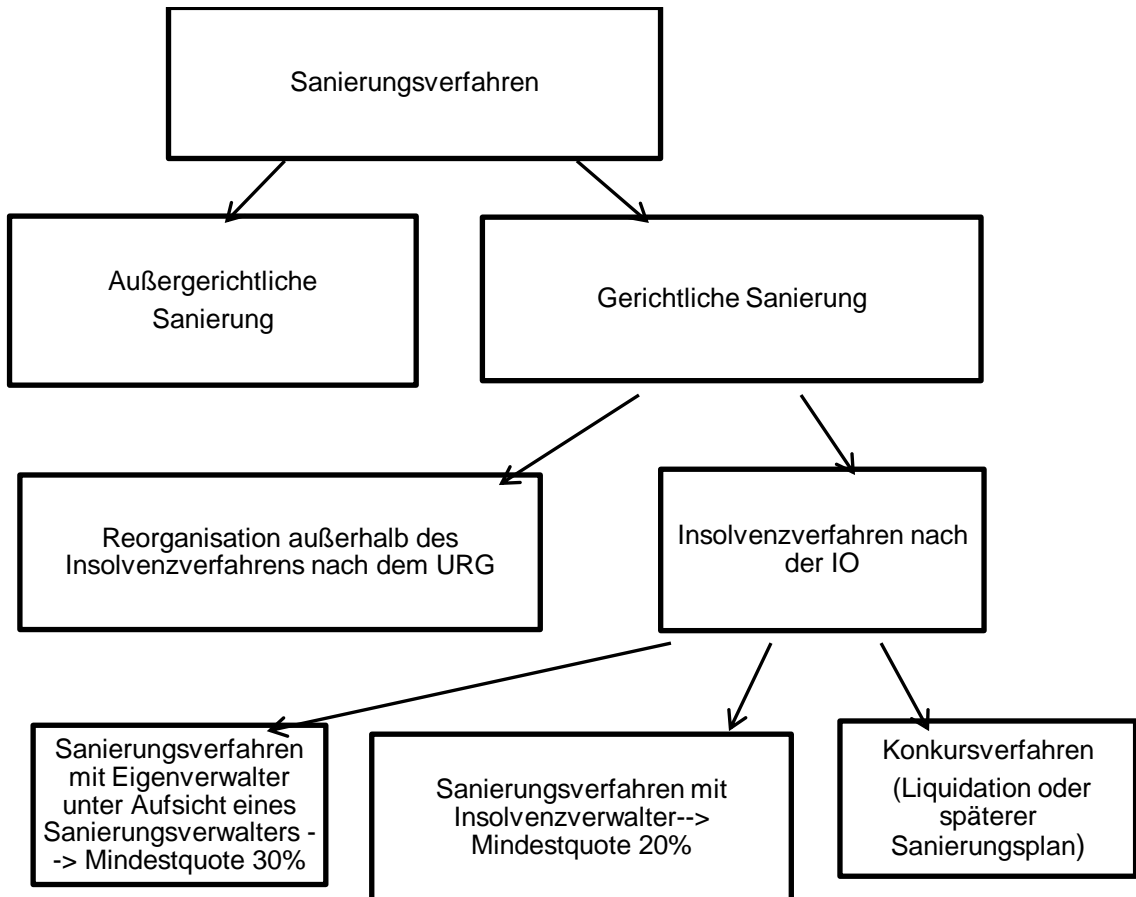 Sanierungsverfahren
Außergerichtliche
Sanierung
Gerichtliche Sanierung
Reorganisation außerhalb des
Insolvenzverfahrens nach dem URG
Insolvenzverfahren nach
der IO
Sanierungsverfahren
mit Eigenverwalter
unter Aufsicht eines
Sanierungsverwalters -
-> Mindestquote 30%
Sanierungsverfahren mit
Insolvenzverwalter-->
Mindestquote 20%
Konkursverfahren
(Liquidation oder
späterer
Sanierungsplan)